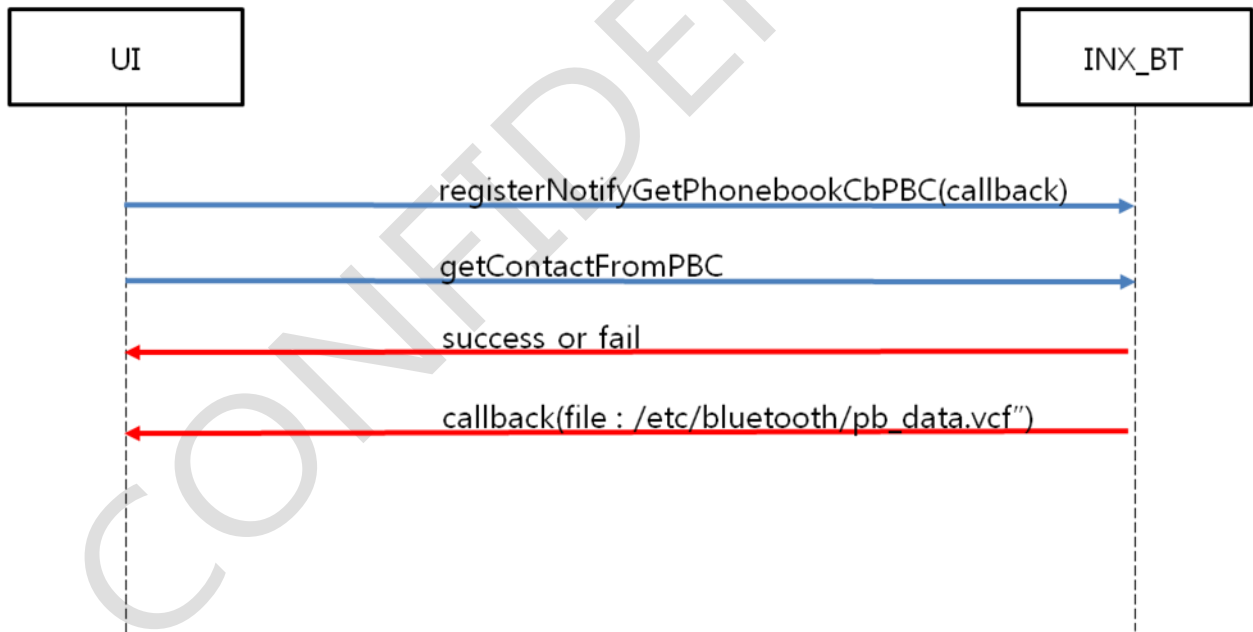 UI
INX_BT
registerNotifyGetPhonebookCbPBC(callback)
getContactFromPBC
success or fail
callback(file : /etc/bluetooth/pb_data.vcf”)
CONFIDE